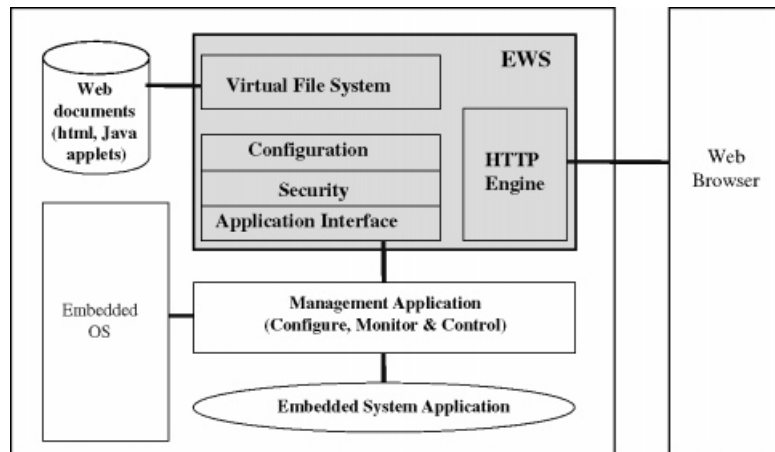 EWS
Web
documents
(html, Java
applets)
Virtual File System
Configuration
Security
Application Interface
HTTP
Engine
Web
Browser
Embedded
OS
Management Application
(Configure, Monitor & Control)
Embedded System Application